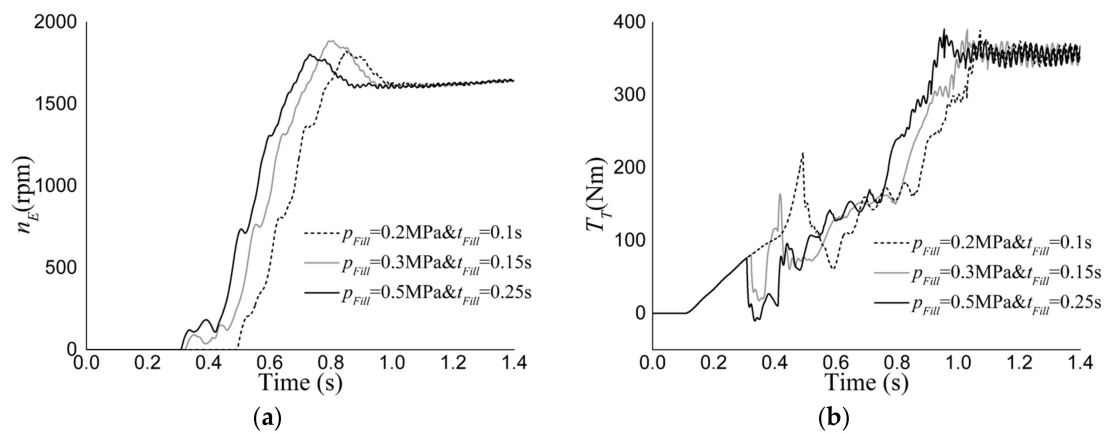 2000
1500
1000
500
0
n_E(rpm)
p_Fill=0.2MPa&t_Fill=0.1s
p_Fill=0.3MPa&t_Fill=0.15s
p_Fill=0.5MPa&t_Fill=0.25s
0.0 0.2 0.4 0.6 0.8 1.0 1.2 1.4
Time (s)
(a)
400
300
200
100
0
T_T(Nm)
p_Fill=0.2MPa&t_Fill=0.1s
p_Fill=0.3MPa&t_Fill=0.15s
p_Fill=0.5MPa&t_Fill=0.25s
0.0 0.2 0.4 0.6 0.8 1.0 1.2 1.4
Time (s)
(b)